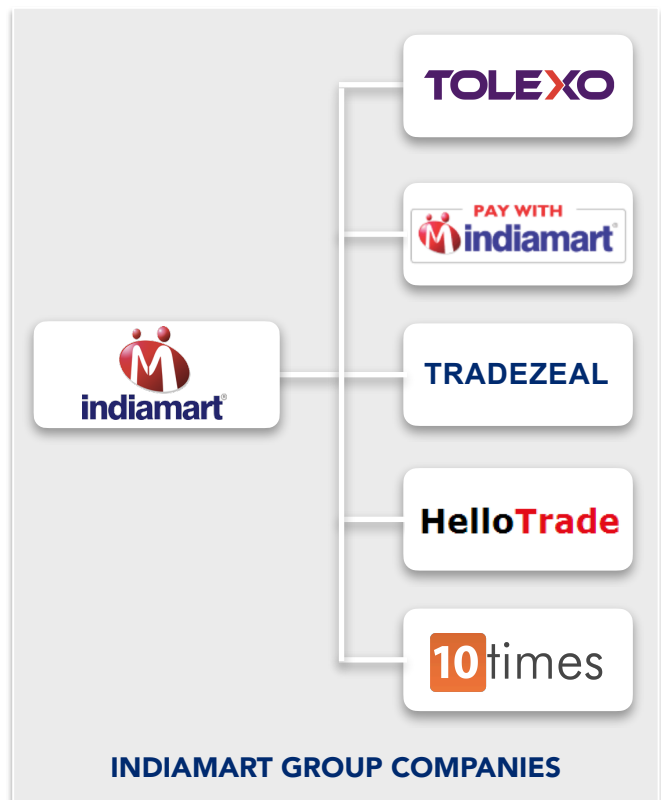 TOLEXO
PAY WITH
indiamart®
TRADEZEAL
indiamart®
HelloTrade
10times
INDIAMART GROUP COMPANIES